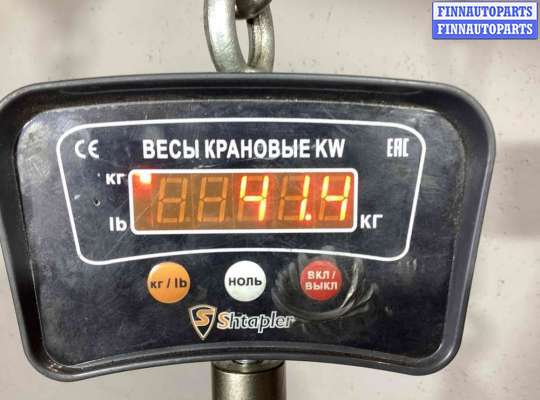 FINNAUTOPARTS
FINNAUTOPARTS
CE ВЕСЫ КРАНОВЫЕ KW EAC
кг
lb 41.4 КГ
кг / lb НОЛЬ ВКЛ /
ВЫКЛ
S Shtapler